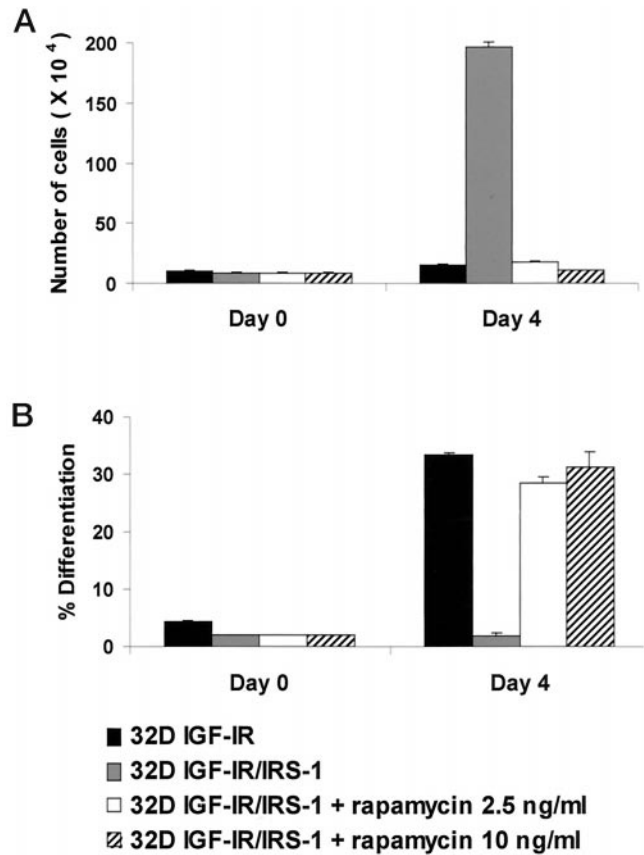 A
Number of cells ( X 10 4)
200
150
100
50
0
Day 0
Day 4
B
% Differentiation
40
30
20
10
0
Day 0
Day 4
32D IGF-IR
32D IGF-IR/IRS-1
32D IGF-IR/IRS-1 + rapamycin 2.5 ng/ml
32D IGF-IR/IRS-1 + rapamycin 10 ng/ml